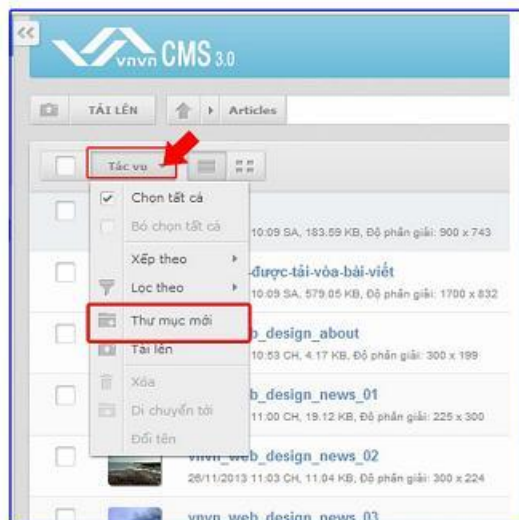 vnvn CMS 3.0
TẢI LÊN
Articles
Tác vụ
Chọn tất cả
Bỏ chọn tất cả
10:09 SA, 183.59 KB, Độ phân giải: 900 x 743
Xếp theo
-được-tải-vòa-bài-viết
Lọc theo
10:09 SA, 579.05 KB, Độ phân giải: 1700 x 832
Thư mục mới
b_design_about
Tải lên
10:53 CH, 4.17 KB, Độ phân giải: 300 x 199
Xóa
b_design_news_01
Di chuyển tới
11:00 CH, 19.12 KB, Độ phân giải: 225 x 300
Đổi tên
vnvn_web_design_news_02
26/11/2013 11:03 CH, 11.04 KB, Độ phân giải: 300 x 224
vnvn_web_design_news_03